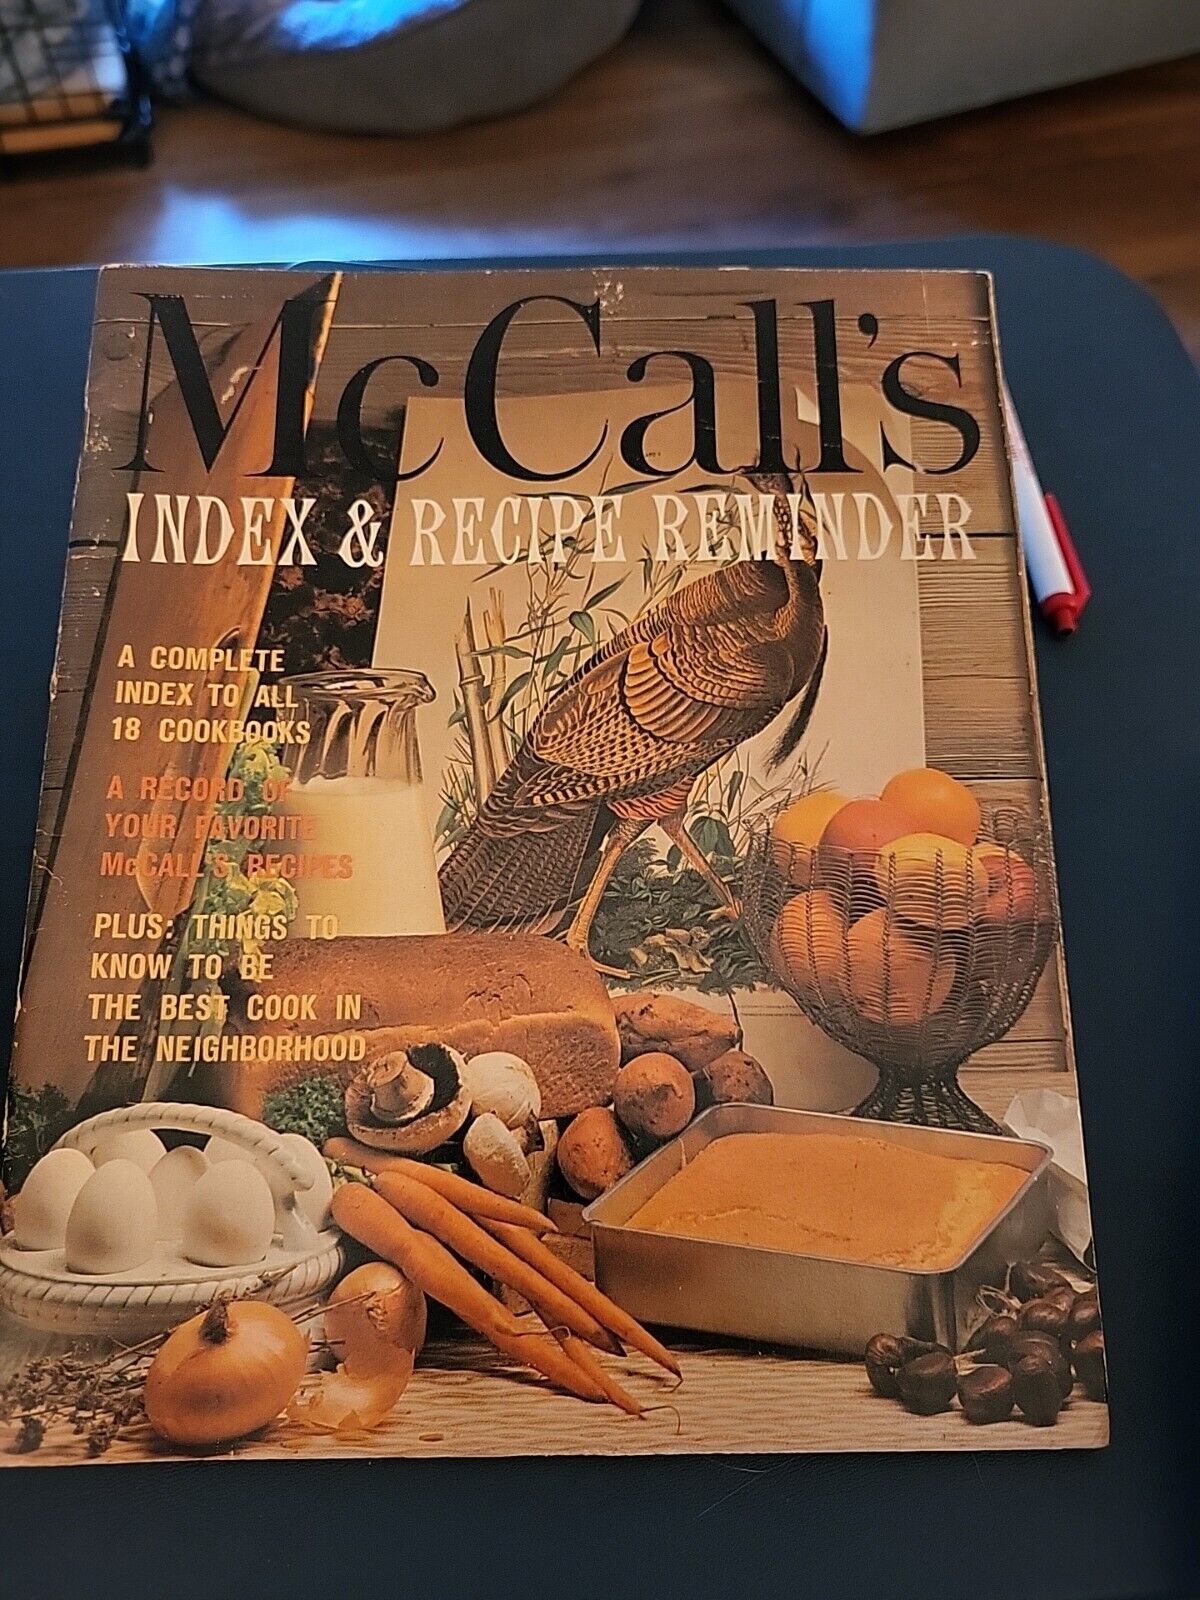 McCall's
INDEX & RECIPE REMINDER
A COMPLETE
INDEX TO ALL
18 COOKBOOKS
A RECORD OF
YOUR FAVORITE
McCALL'S RECIPES
PLUS: THINGS TO
KNOW TO BE
THE BEST COOK IN
THE NEIGHBORHOOD